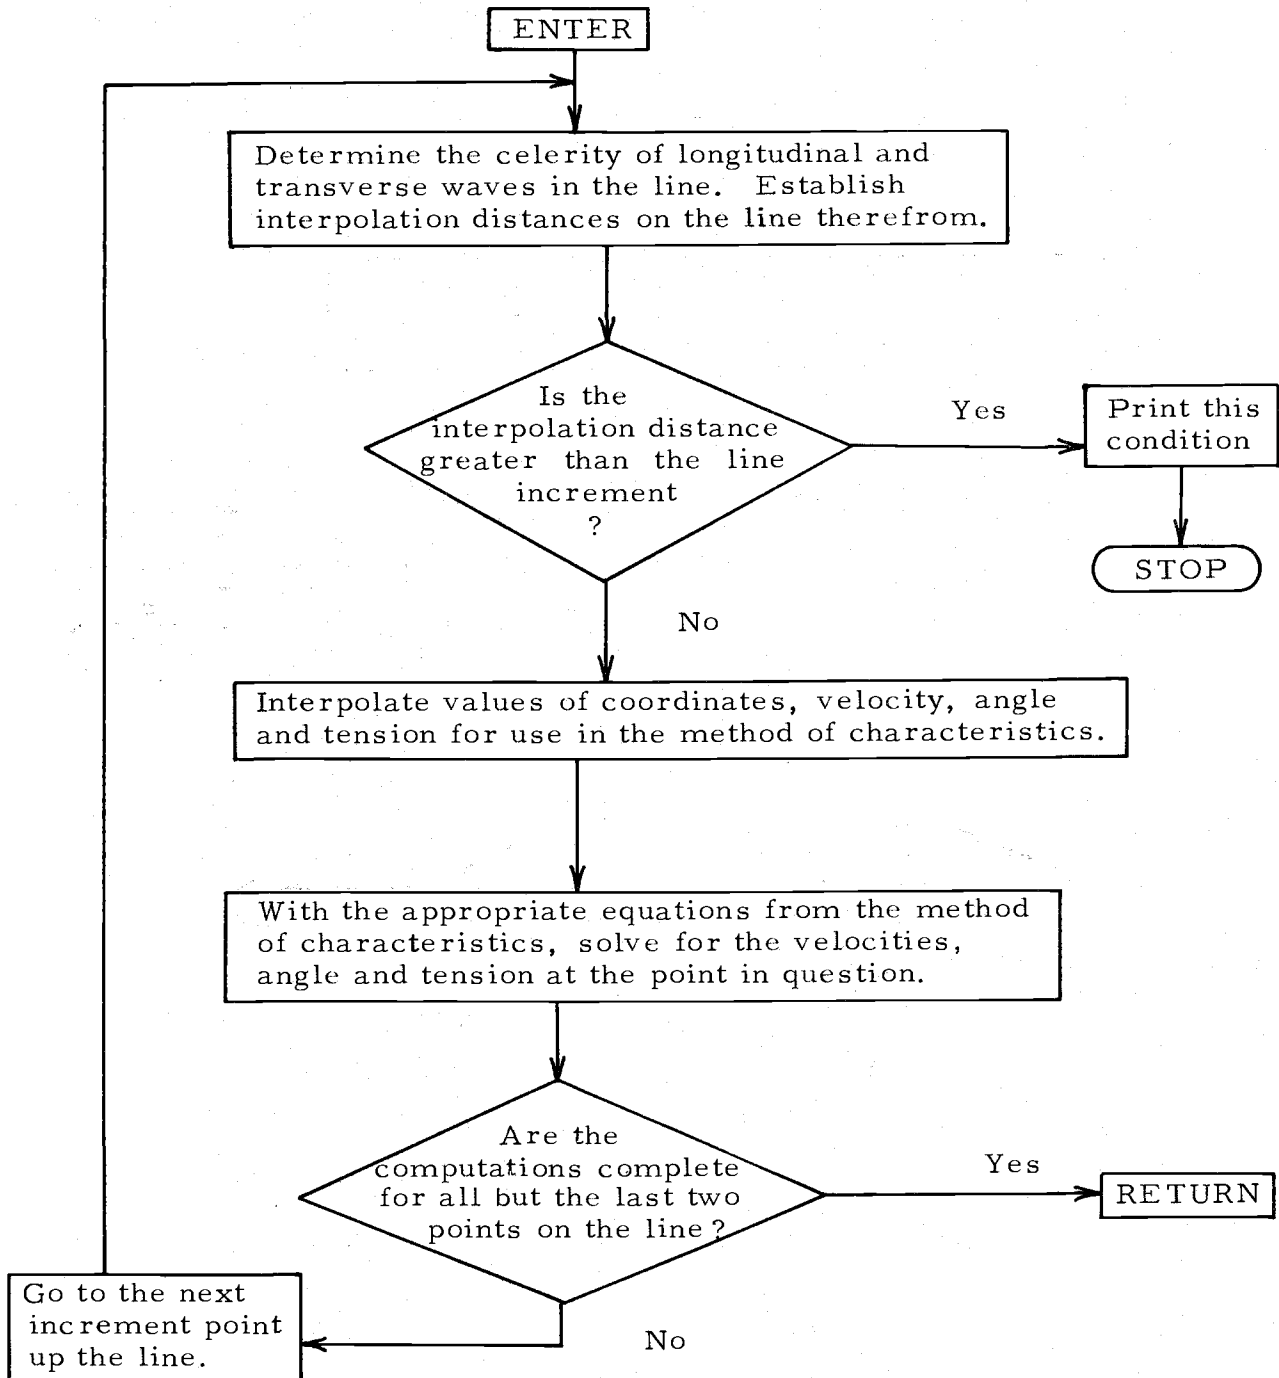 ENTER
Determine the celerity of longitudinal and
transverse waves in the line. Establish
interpolation distances on the line therefrom.
Is the
interpolation distance
greater than the line
increment
?
Yes
Print this
condition
STOP
No
Interpolate values of coordinates, velocity, angle
and tension for use in the method of characteristics.
With the appropriate equations from the method
of characteristics, solve for the velocities,
angle and tension at the point in question.
Are the
computations complete
for all but the last two
points on the line?
Yes
RETURN
Go to the next
increment point
up the line.
No